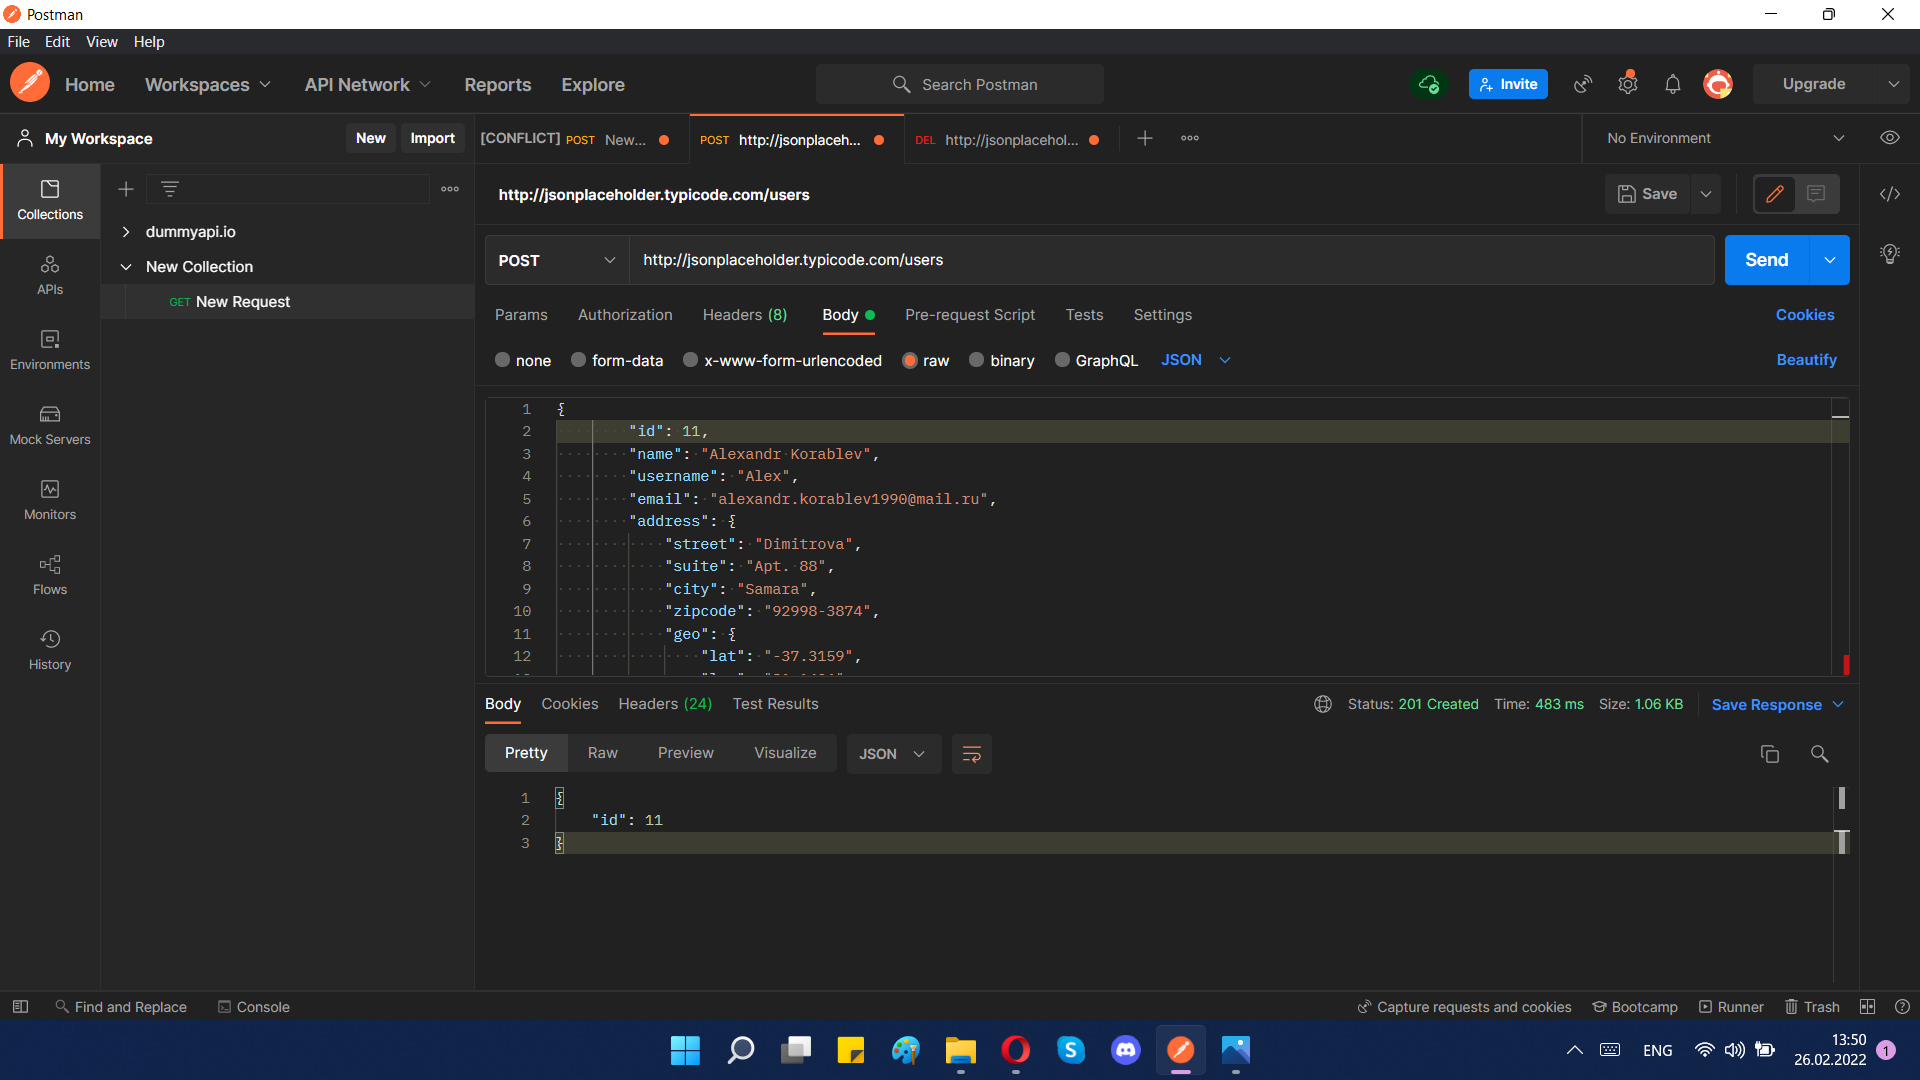 Postman
File Edit View Help
Home Workspaces API Network Reports Explore Search Postman Invite Upgrade
My Workspace New Import [CONFLICT] POST New... POST http://jsonplaceh... DEL http://jsonplacehol... No Environment
http://jsonplaceholder.typicode.com/users Save
Collections
dummyapi.io
New Collection
GET New Request
APIs
Environments
Mock Servers
Monitors
Flows
History
POST http://jsonplaceholder.typicode.com/users Send
Params Authorization Headers (8) Body Pre-request Script Tests Settings Cookies
none form-data x-www-form-urlencoded raw binary GraphQL JSON Beautify
1 {
2 "id": 11,
3 "name": "Alexandr Korablev",
4 "username": "Alex",
5 "email": "alexandr.korablev1990@mail.ru",
6 "address": {
7 "street": "Dimitrova",
8 "suite": "Apt. 88",
9 "city": "Samara",
10 "zipcode": "92998-3874",
11 "geo": {
12 "lat": "-37.3159",
Body Cookies Headers (24) Test Results Status: 201 Created Time: 483 ms Size: 1.06 KB Save Response
Pretty Raw Preview Visualize JSON
1 {
2 "id": 11
3 }
Find and Replace Console Capture requests and cookies Bootcamp Runner Trash
ENG 13:50
26.02.2022 1